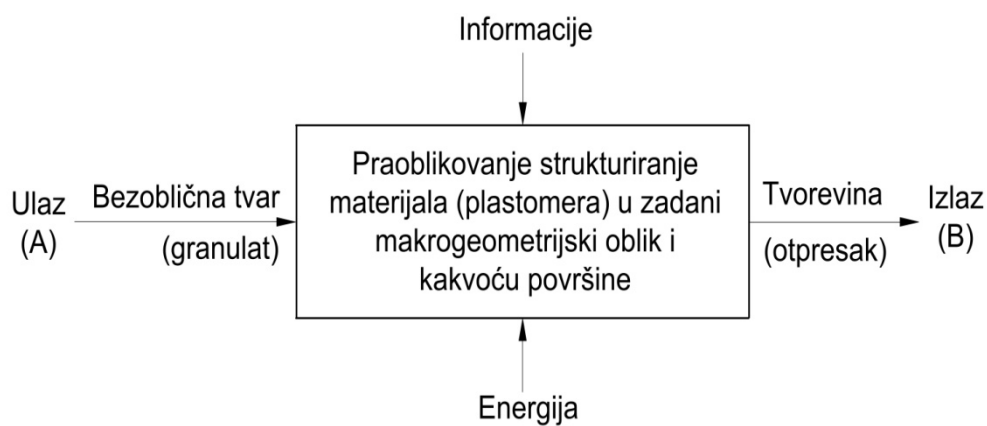 Informacije
Praoblikovanje strukturiranje
materijala (plastomera) u zadani
makrogeometrijski oblik i
kakvoću površine
Ulaz
(A)
Bezoblična tvar
(granulat)
Tvorevina
(otpresak)
Izlaz
(B)
Energija